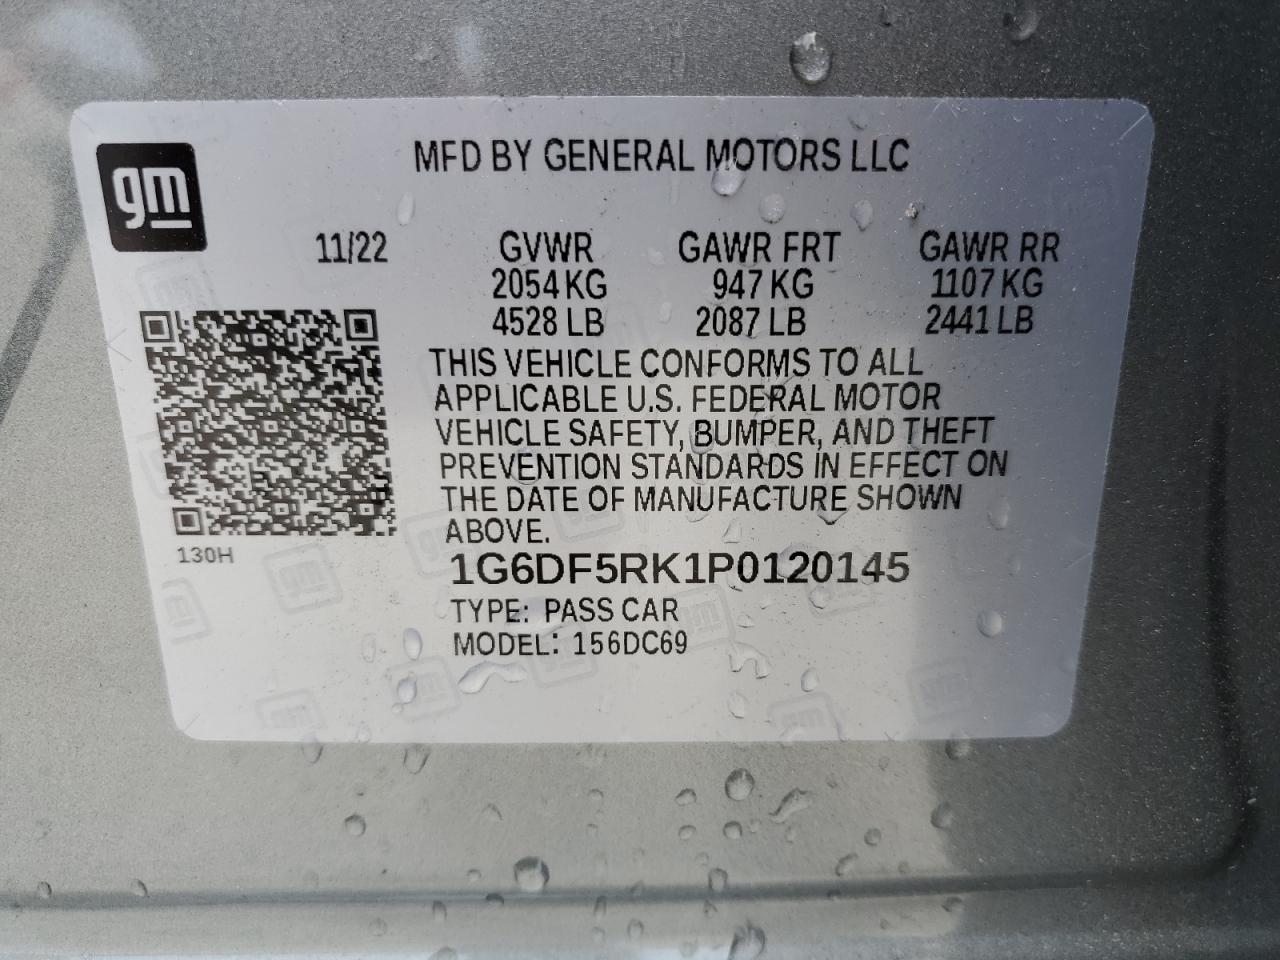 gm
MFD BY GENERAL MOTORS LLC
11/22 GVWR GAWR FRT GAWR RR
2054 KG 947 KG 1107 KG
4528 LB 2087 LB 2441 LB
THIS VEHICLE CONFORMS TO ALL
APPLICABLE U.S. FEDERAL MOTOR
VEHICLE SAFETY, BUMPER, AND THEFT
PREVENTION STANDARDS IN EFFECT ON
THE DATE OF MANUFACTURE SHOWN
ABOVE.
130H
1G6DF5RK1P0120145
TYPE: PASS CAR
MODEL: 156DC69